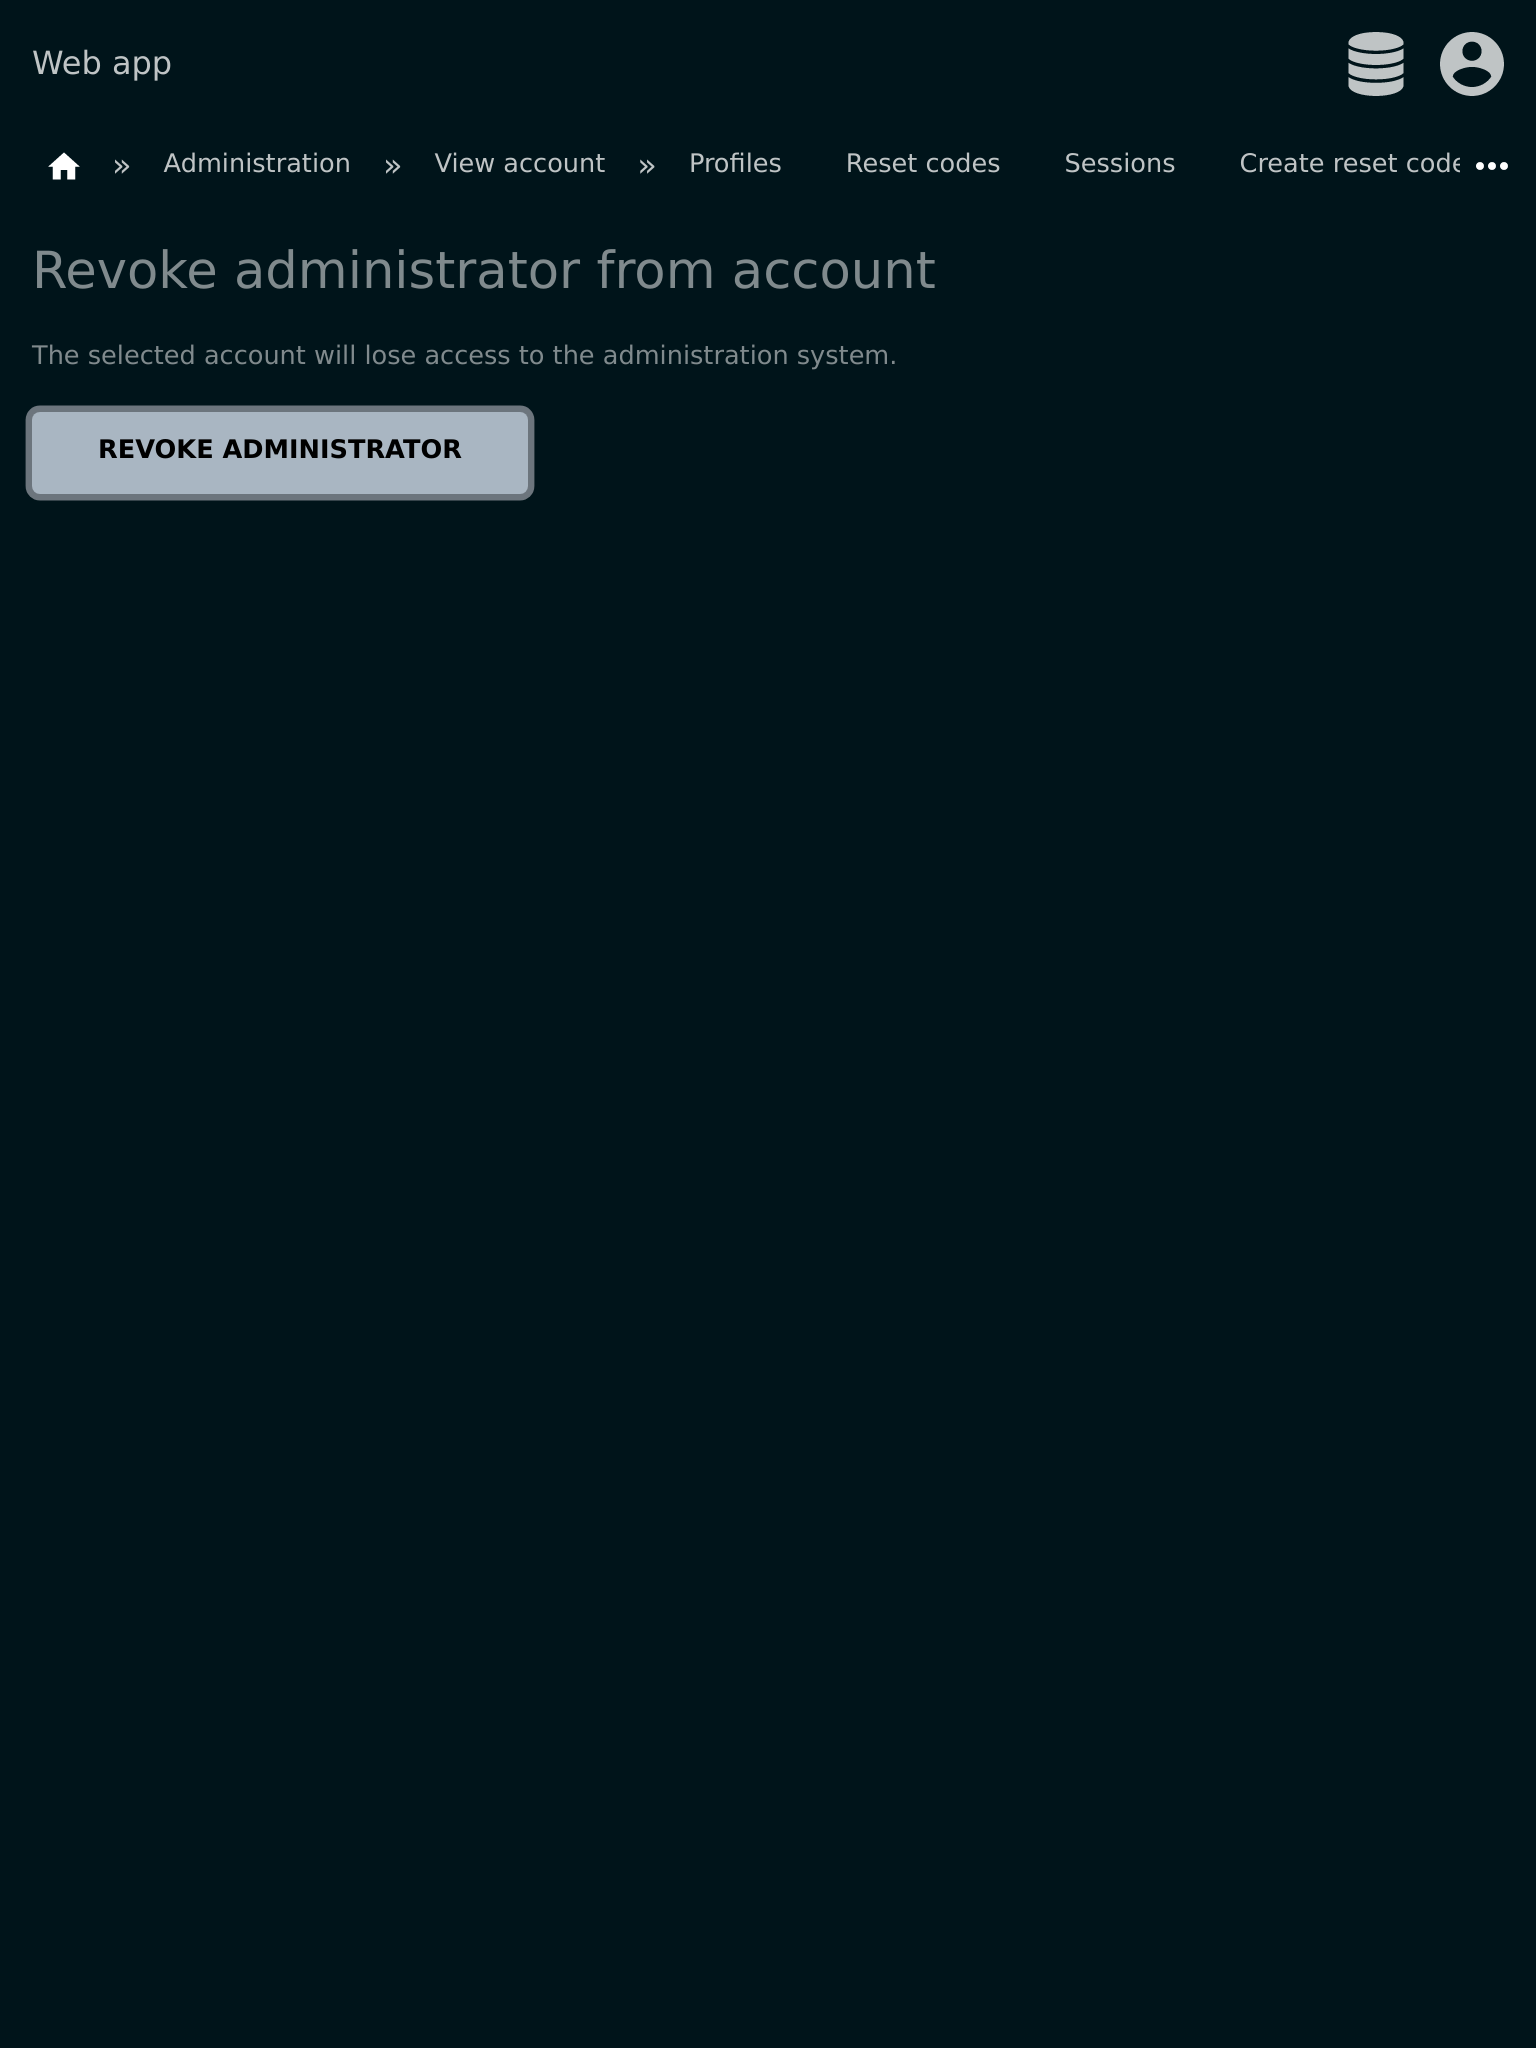 Web app
» Administration » View account » Profiles Reset codes Sessions Create reset code
Revoke administrator from account
The selected account will lose access to the administration system.
REVOKE ADMINISTRATOR